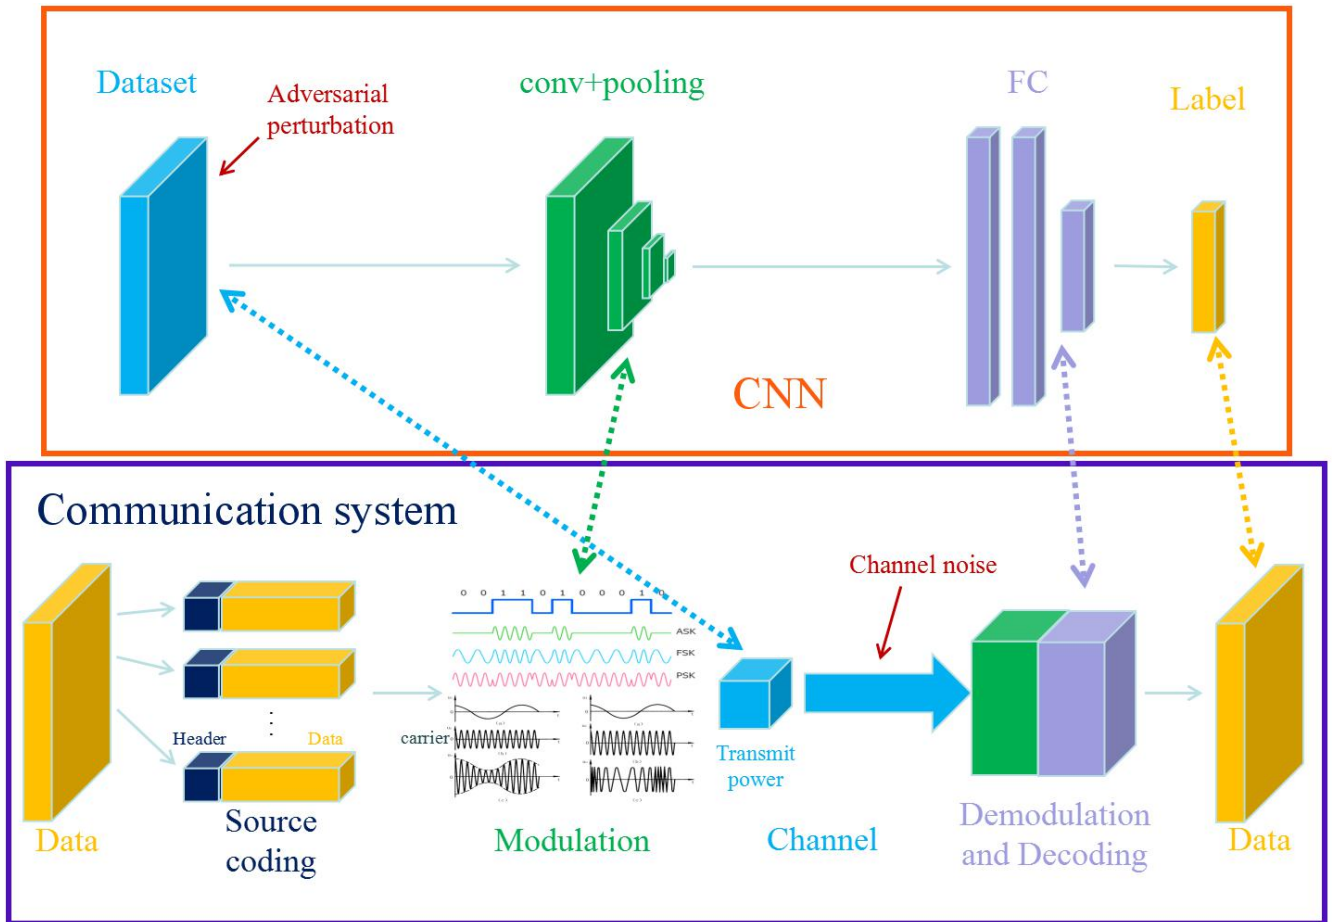 Dataset
Adversarial
perturbation
conv+pooling
FC
Label
CNN
Communication system
Channel noise
0 0 1 1 0 1 0 0 0 1 0
ASK
FSK
PSK
Header
Data
carrier
Transmit
power
Data
Source
coding
Modulation
Channel
Demodulation
and Decoding
Data